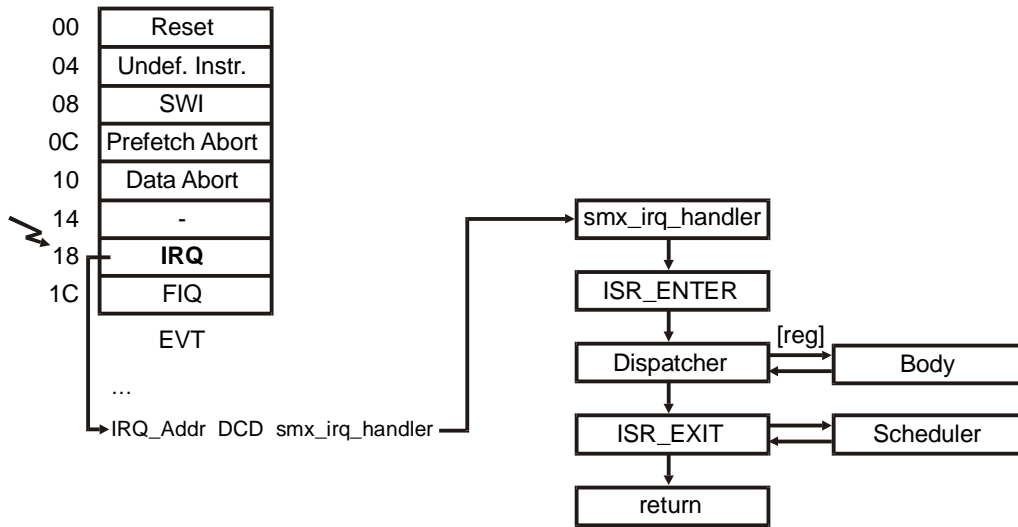 00 Reset
04 Undef. Instr.
08 SWI
0C Prefetch Abort
10 Data Abort
14 -
18 IRQ
1C FIQ
EVT
...
IRQ_Addr DCD smx_irq_handler
smx_irq_handler
ISR_ENTER
[reg]
Dispatcher Body
ISR_EXIT Scheduler
return